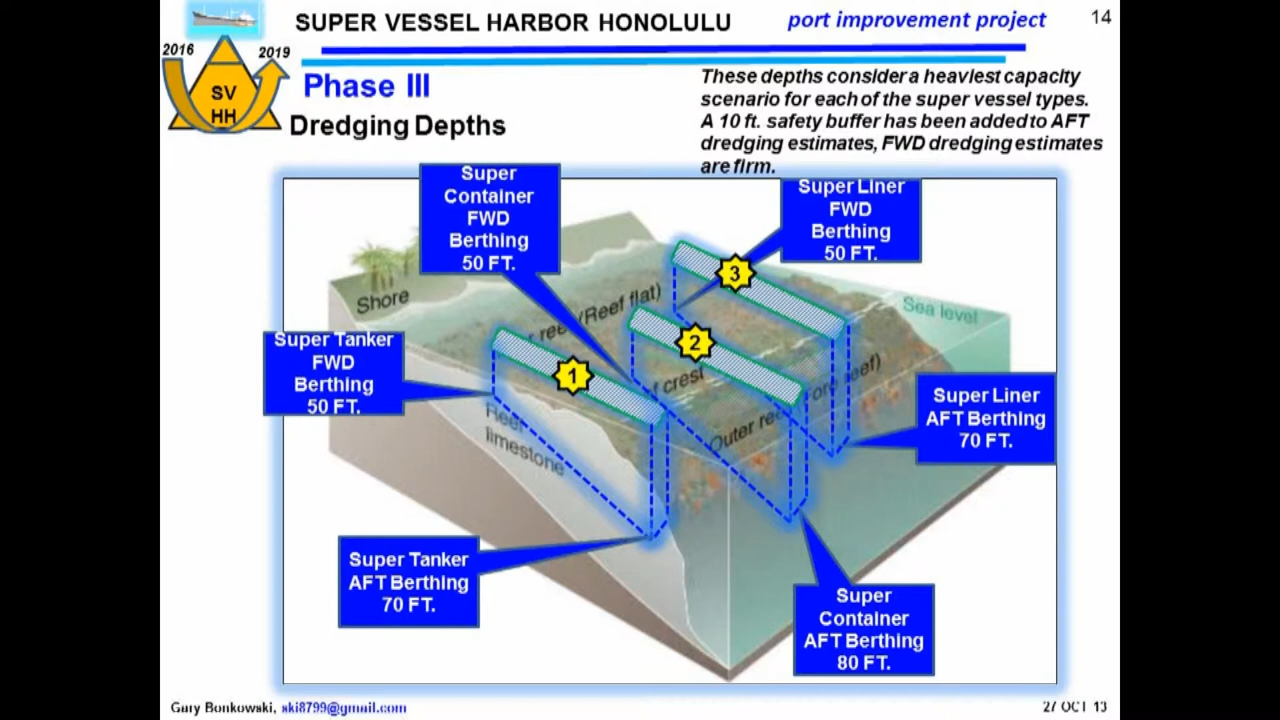 SUPER VESSEL HARBOR HONOLULU
port improvement project
14
2016
2019
SV
HH
Phase III
Dredging Depths
These depths consider a heaviest capacity
scenario for each of the super vessel types.
A 10 ft. safety buffer has been added to AFT
dredging estimates, FWD dredging estimates
are firm.
Super
Container
FWD
Berthing
50 FT.
Super Liner
FWD
Berthing
50 FT.
Super Tanker
FWD
Berthing
50 FT.
Shore
(Reef flat)
Sea level
3
2
1
crest
Outer reef
fore reef)
Reef
limestone
Super Liner
AFT Berthing
70 FT.
Super Tanker
AFT Berthing
70 FT.
Super
Container
AFT Berthing
80 FT.
Gary Bonkowski, ski8799@gmail.com
27 OCT 13